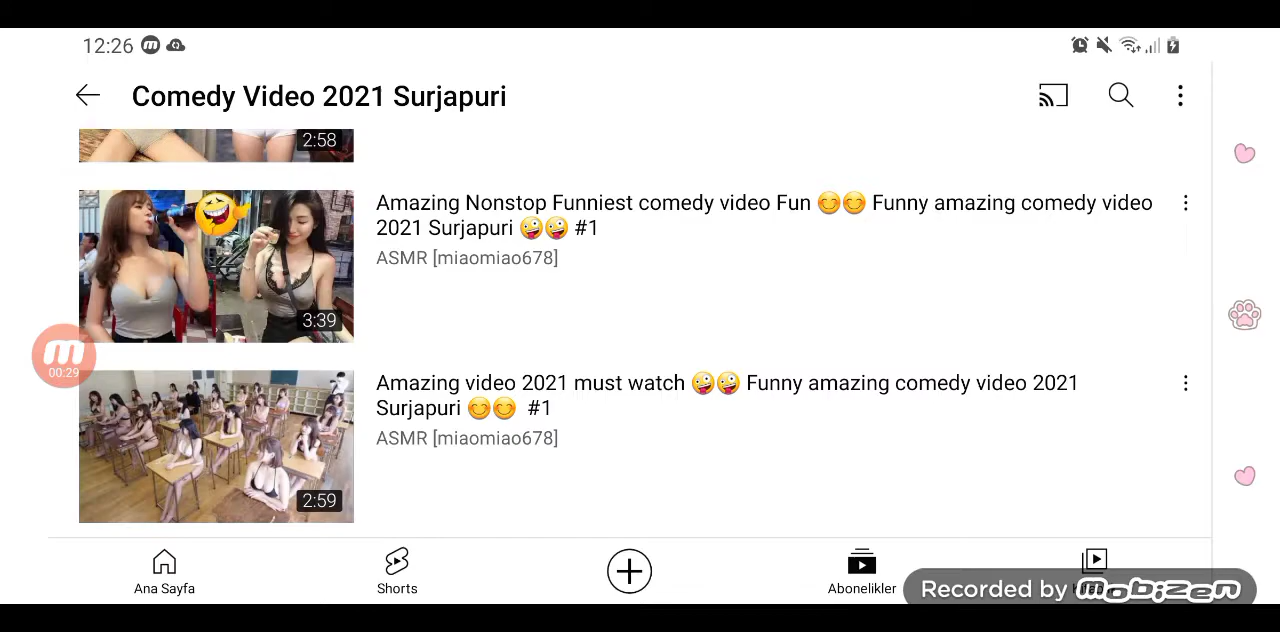 12:26
Comedy Video 2021 Surjapuri
2:58
Amazing Nonstop Funniest comedy video Fun 😊😊 Funny amazing comedy video
2021 Surjapuri 🤪🤪 #1
ASMR [miaomiao678]
3:39
00:29
Amazing video 2021 must watch 🤪🤪 Funny amazing comedy video 2021
Surjapuri 😊😊 #1
ASMR [miaomiao678]
2:59
Ana Sayfa
Shorts
Abonelikler
Recorded by mobizen